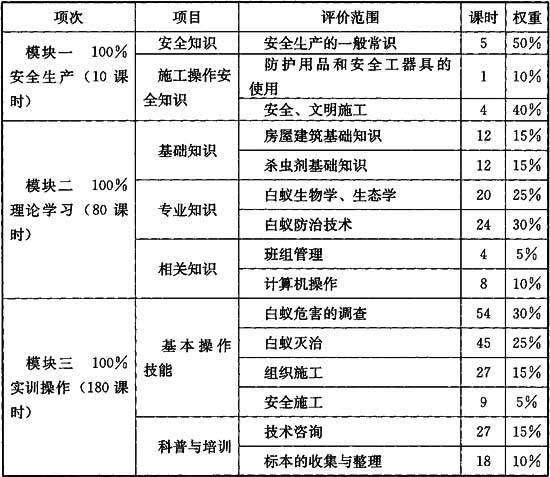 项次 项目 评价范围 课时 权重
模块一 100%
安全生产（10 课
时）
安全知识 安全生产的一般常识 5 50%
施工操作安
全知识
防护用品和安全工器具的
使用
1 10%
安全、文明施工 4 40%
模块二 100%
理论学习（80 课
时）
基础知识
房屋建筑基础知识 12 15%
杀虫剂基础知识 12 15%
专业知识
白蚁生物学、生态学 20 25%
白蚁防治技术 24 30%
相关知识
班组管理 4 5%
计算机操作 8 10%
模块三 100%
实训操作（180 课
时）
基本操作
技能
白蚁危害的调查 54 30%
白蚁灭治 45 25%
组织施工 27 15%
安全施工 9 5%
科普与培训
技术咨询 27 15%
标本的收集与整理 18 10%